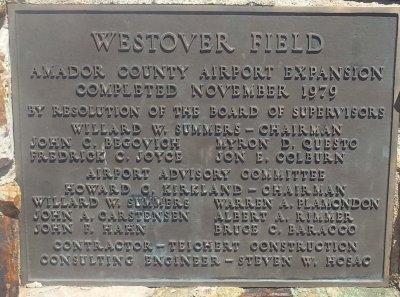 WESTOVER FIELD
AMADOR COUNTY AIRPORT EXPANSION
COMPLETED NOVEMBER 1979
BY RESOLUTION OF THE BOARD OF SUPERVISORS
WILLARD W. SUMMERS - CHAIRMAN
JOHN C. BEGOVICH MYRON D. QUESTO
FREDRICK C. JOYCE JON E. COLBURN
AIRPORT ADVISORY COMMITTEE
HOWARD O. KIRKLAND - CHAIRMAN
WILLARD W. SUMMERS WARREN A. PLAMONDON
JOHN A. CARSTENSEN ALBERT A. RIMMER
JOHN F. HAHN BRUCE C. BARACCO
CONTRACTOR - TEICHERT CONSTRUCTION
CONSULTING ENGINEER - STEVEN W. HOSAC